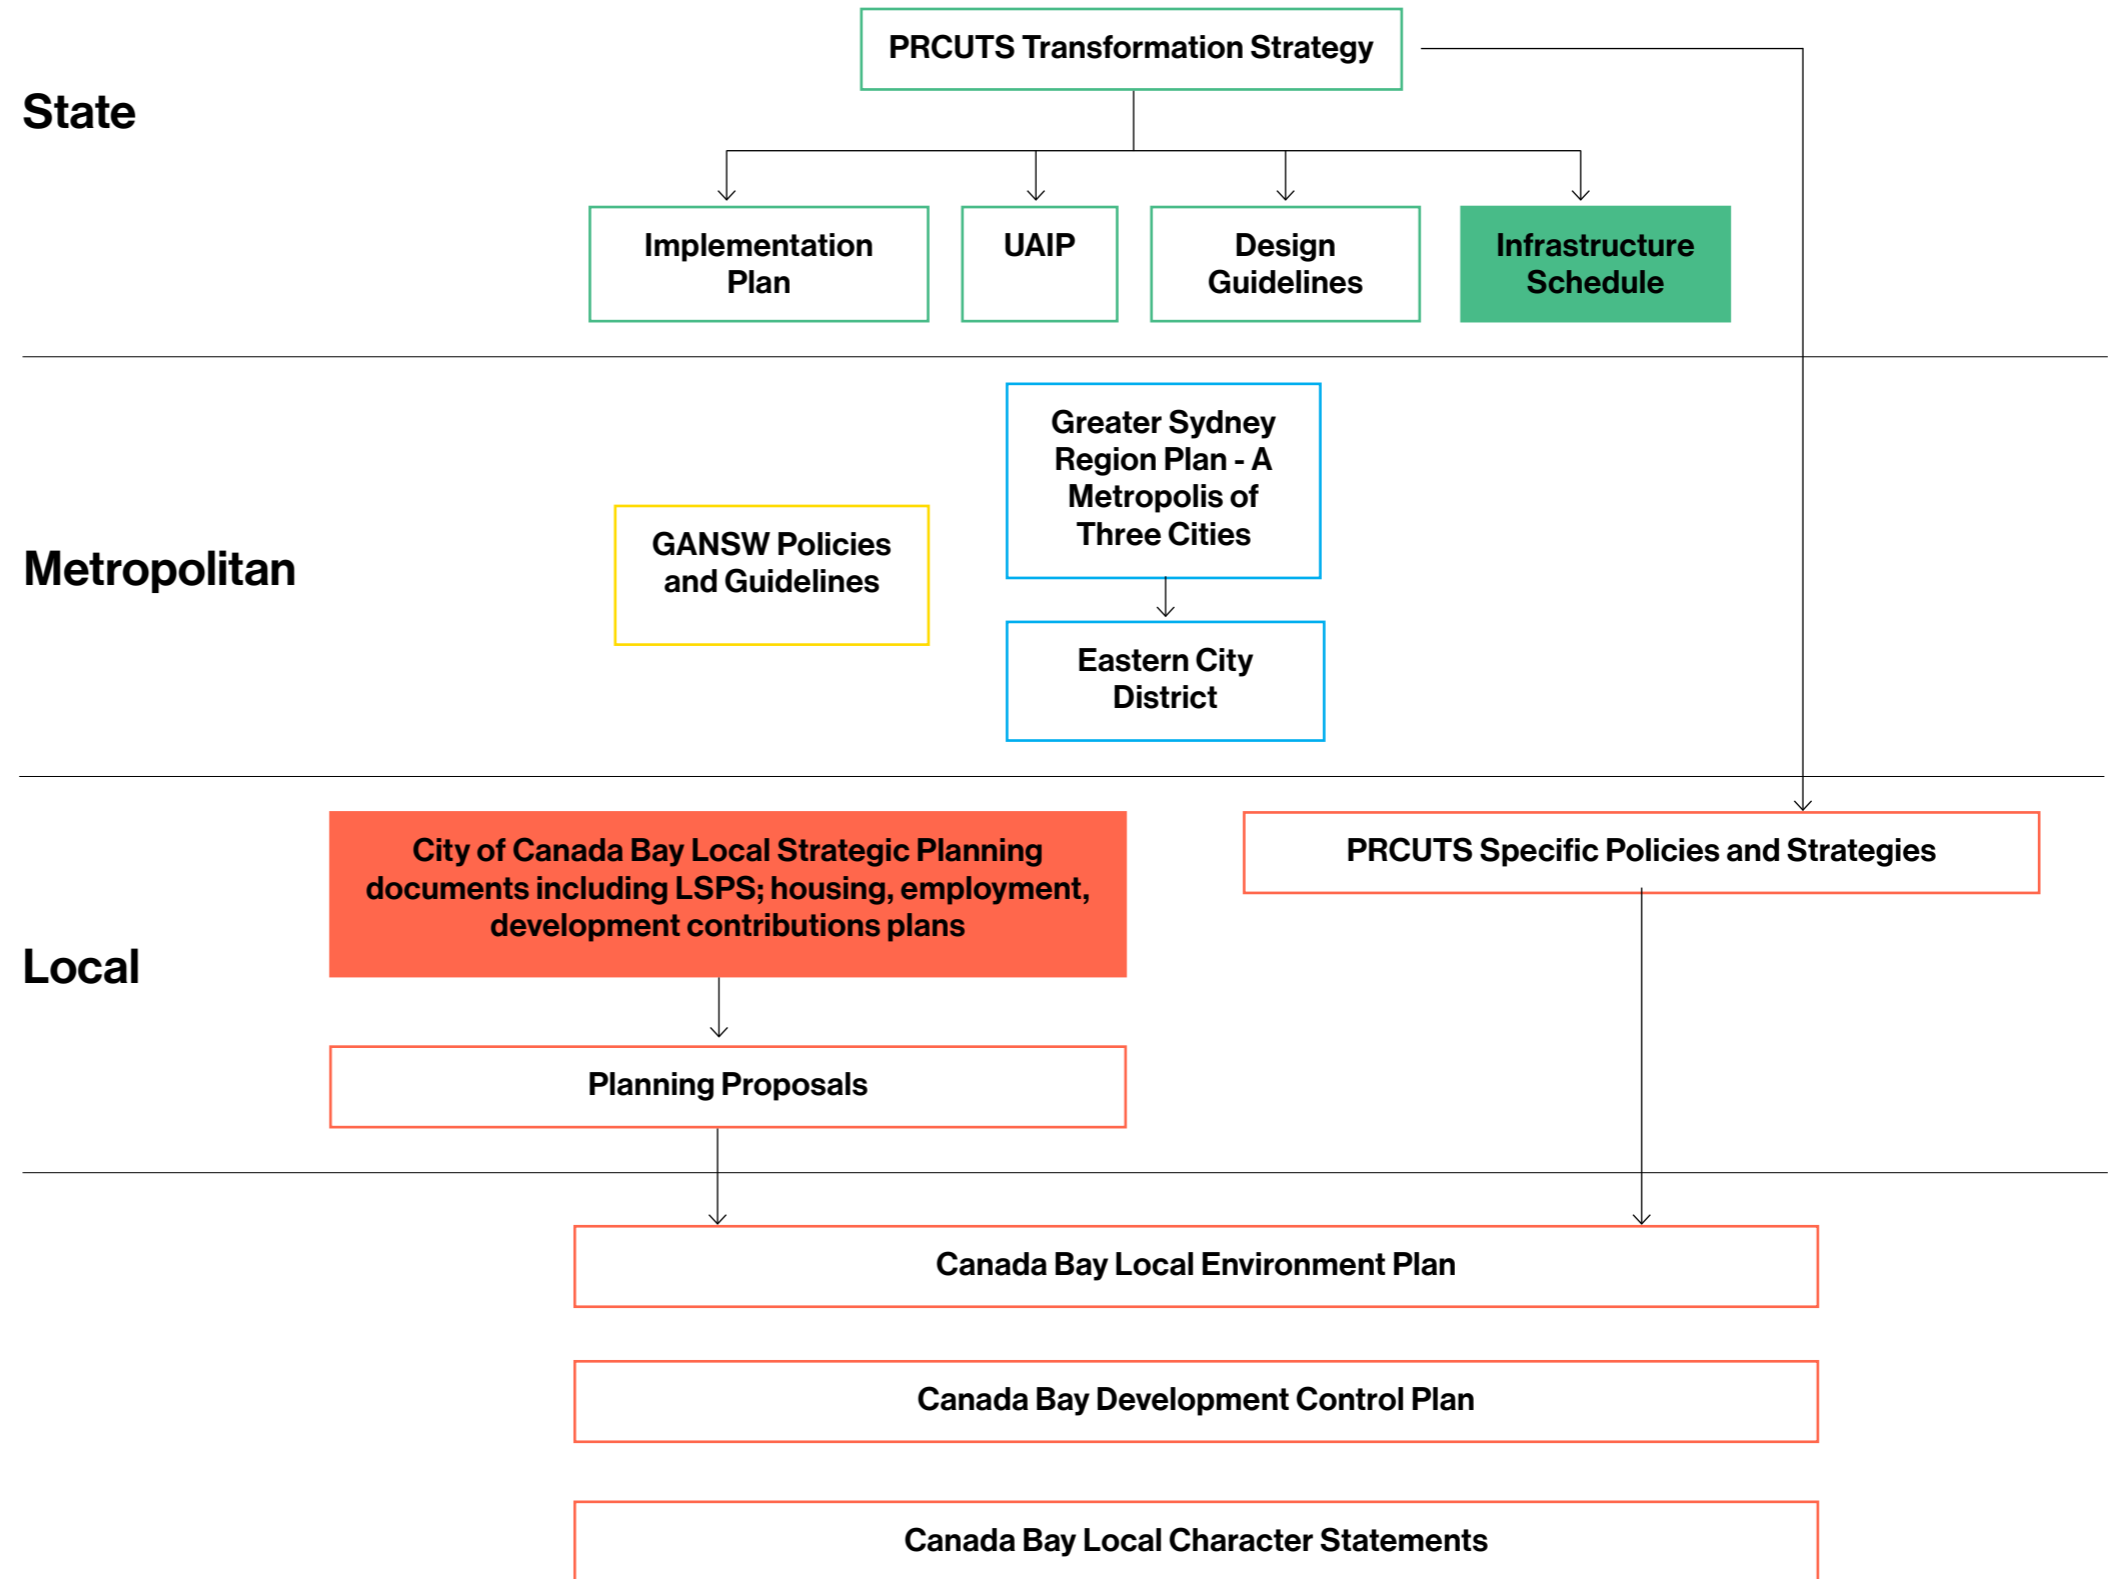 PRCUTS Transformation Strategy
State
Implementation
Plan
UAIP
Design
Guidelines
Infrastructure
Schedule
Greater Sydney
Region Plan - A
Metropolis of
Three Cities
GANSW Policies
and Guidelines
Metropolitan
Eastern City
District
City of Canada Bay Local Strategic Planning
documents including LSPS; housing, employment,
development contributions plans
PRCUTS Specific Policies and Strategies
Local
Planning Proposals
Canada Bay Local Environment Plan
Canada Bay Development Control Plan
Canada Bay Local Character Statements